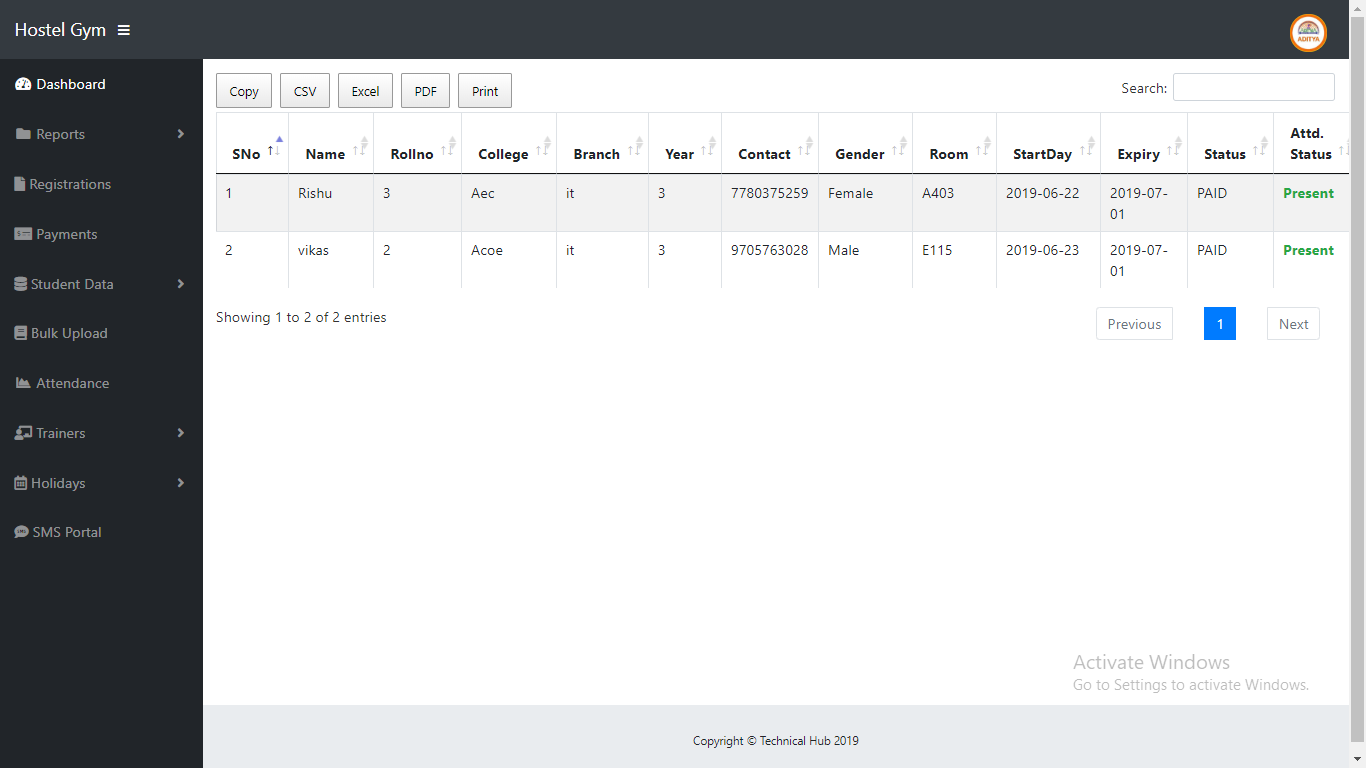 Hostel Gym
ADITYA
Dashboard
Reports
Registrations
Payments
Student Data
Bulk Upload
Attendance
Trainers
Holidays
SMS Portal
Copy CSV Excel PDF Print Search:
SNo Name Rollno College Branch Year Contact Gender Room StartDay Expiry Status Attd. Status
1 Rishu 3 Aec it 3 7780375259 Female A403 2019-06-22 2019-07-01 PAID Present
2 vikas 2 Acoe it 3 9705763028 Male E115 2019-06-23 2019-07-01 PAID Present
Showing 1 to 2 of 2 entries Previous 1 Next
Activate Windows
Go to Settings to activate Windows.
Copyright © Technical Hub 2019